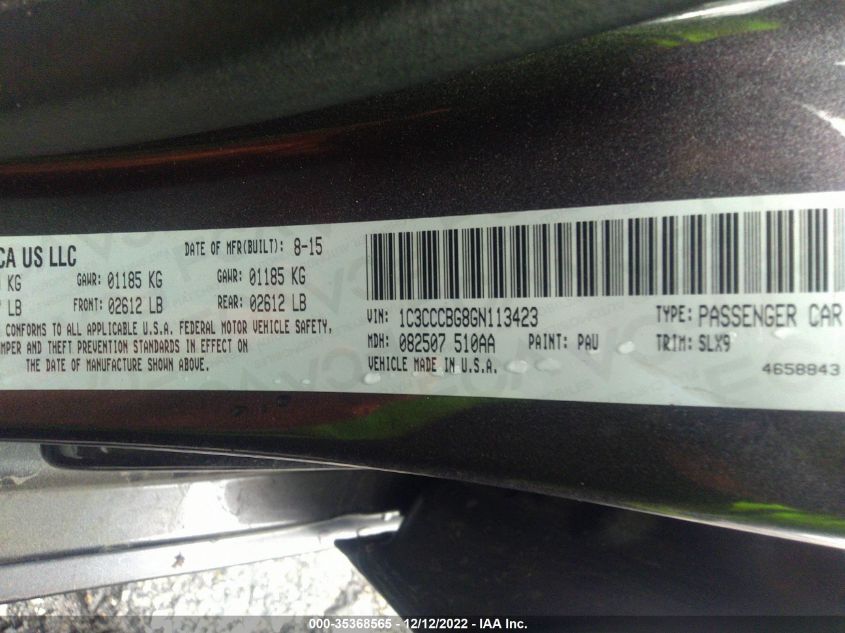 CA US LLC DATE OF MFR(BUILT): 8-15
KG GAWR: 01185 KG GAWR: 01185 KG
LB FRONT: 02612 LB REAR: 02612 LB
CONFORMS TO ALL APPLICABLE U.S.A. FEDERAL MOTOR VEHICLE SAFETY,
AND THEFT PREVENTION STANDARDS IN EFFECT ON
THE DATE OF MANUFACTURE SHOWN ABOVE.
VIN: 1C3CCCBG8GN113423 TYPE: PASSENGER CAR
MDH: 082507 510AA PAINT: PAU TRIM: SLX9
VEHICLE MADE IN U.S.A. 4658843
000-35368565 - 12/12/2022 - IAA Inc.